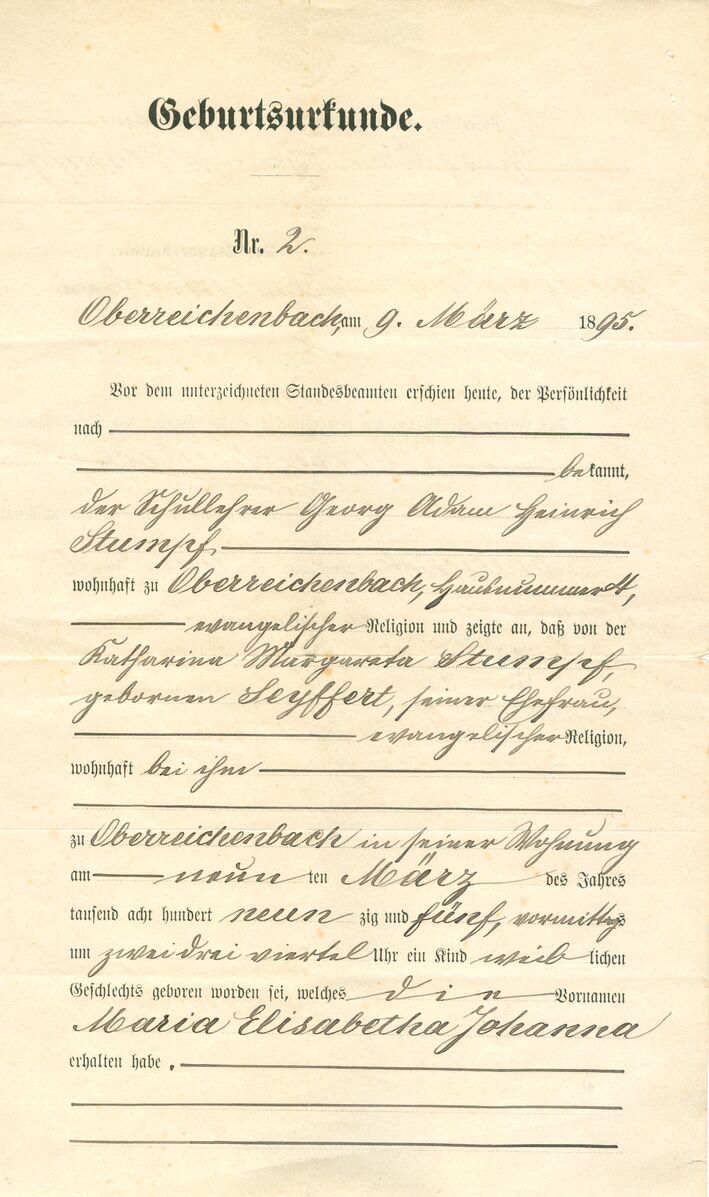 Geburtsurkunde.
Nr. 2.
Oberreichenbach, am 9. März 1895.
Vor dem unterzeichneten Standesbeamten erschien heute, der Persönlichkeit
nach
bekannt,
der Schullehrer Georg Adam Heinrich
Stumpf
wohnhaft zu Oberreichenbach, Hausnummer
evangelischer Religion und zeigte an, daß von der
Katharina Margareta Stumpf,
gebornen Seyffert, seiner Ehefrau,
evangelischer Religion,
wohnhaft bei ihm
zu Oberreichenbach in seiner Wohnung
am neun ten März des Jahres
tausend acht hundert neun zig und fünf, vormittags
um zwei drei viertel Uhr ein Kind weib lichen
Geschlechts geboren worden sei, welches die Vornamen
Maria Elisabetha Johanna
erhalten habe.